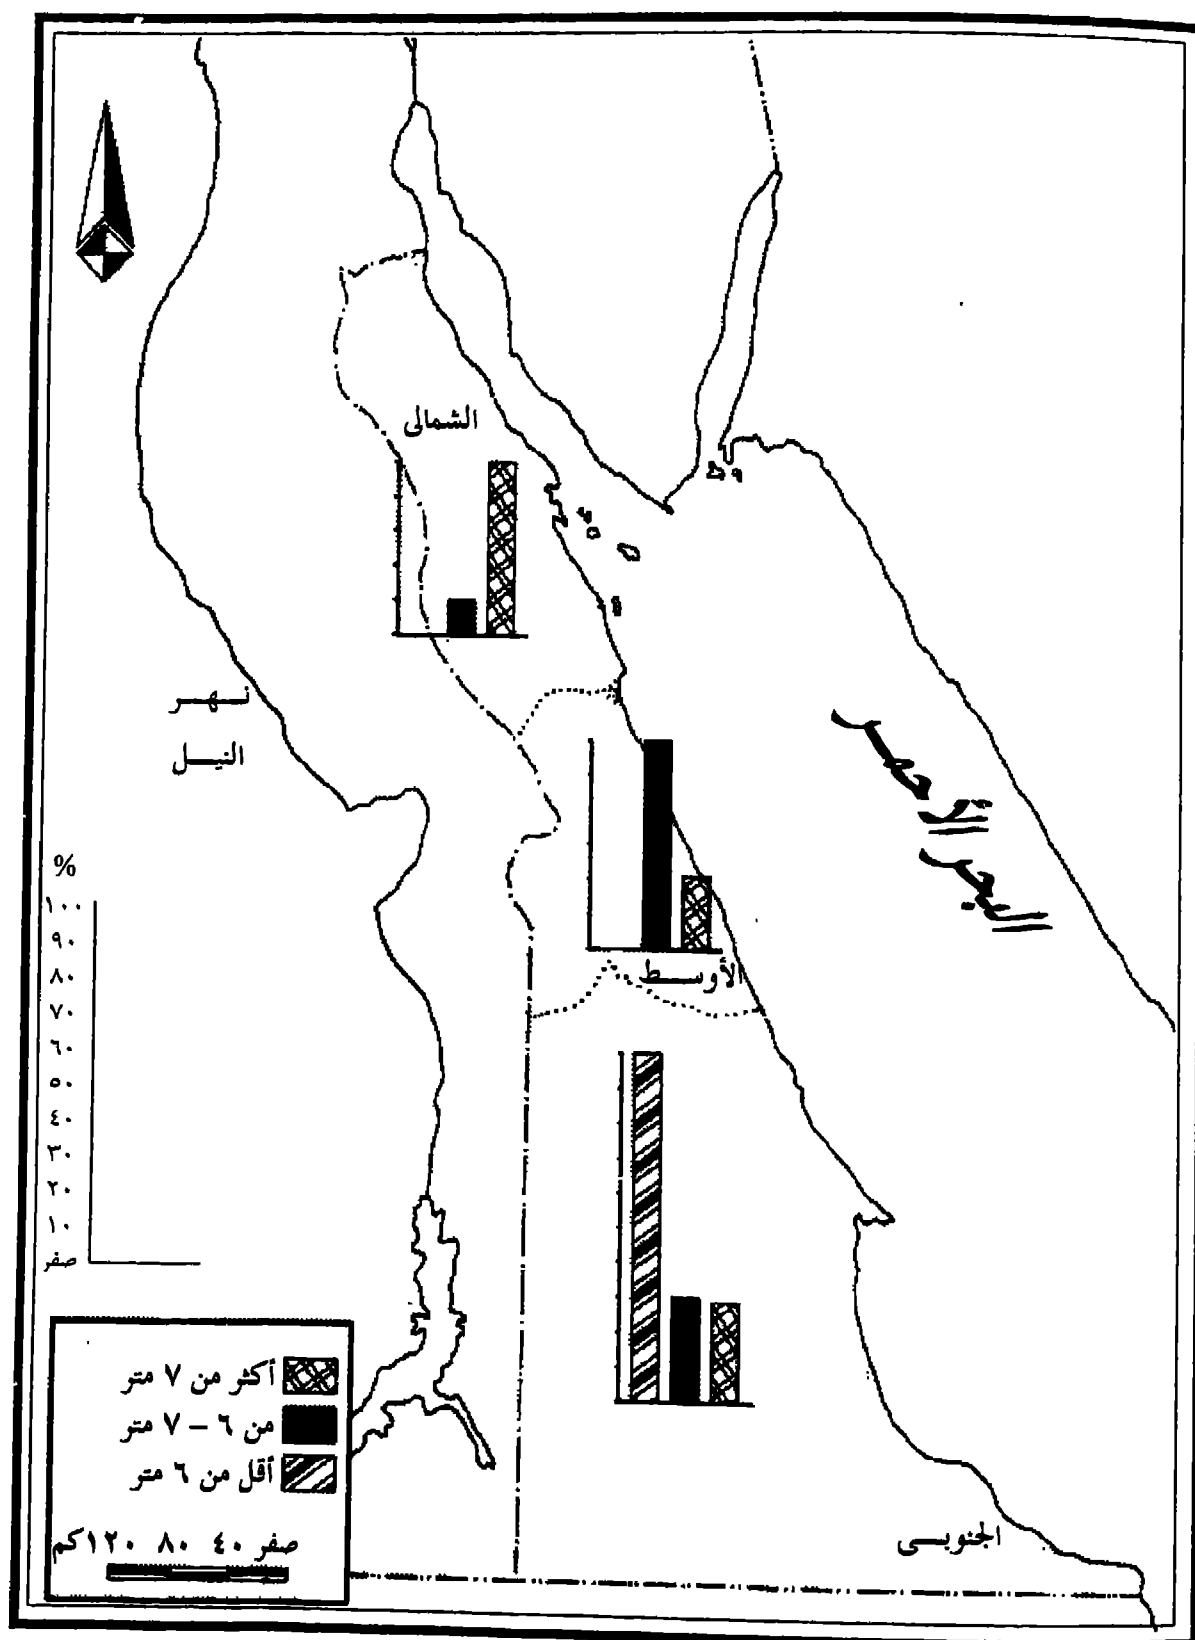 الشمالى
نـهـر
النيـل
البحر الأحمر
%
١٠٠
٩٠
٨٠
٧٠
٦٠
٥٠
٤٠
٣٠
٢٠
١٠
صفر
الأوسـط
أكثر من ٧ متر
من ٦ – ٧ متر
أقل من ٦ متر
صفر ٤٠ ٨٠ ١٢٠كم
الجنوبـى